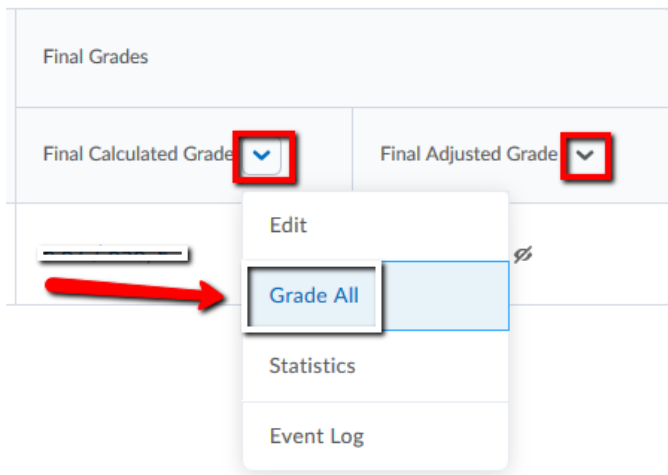 Final Grades
Final Calculated Grade
Final Adjusted Grade
Edit
Grade All
Statistics
Event Log